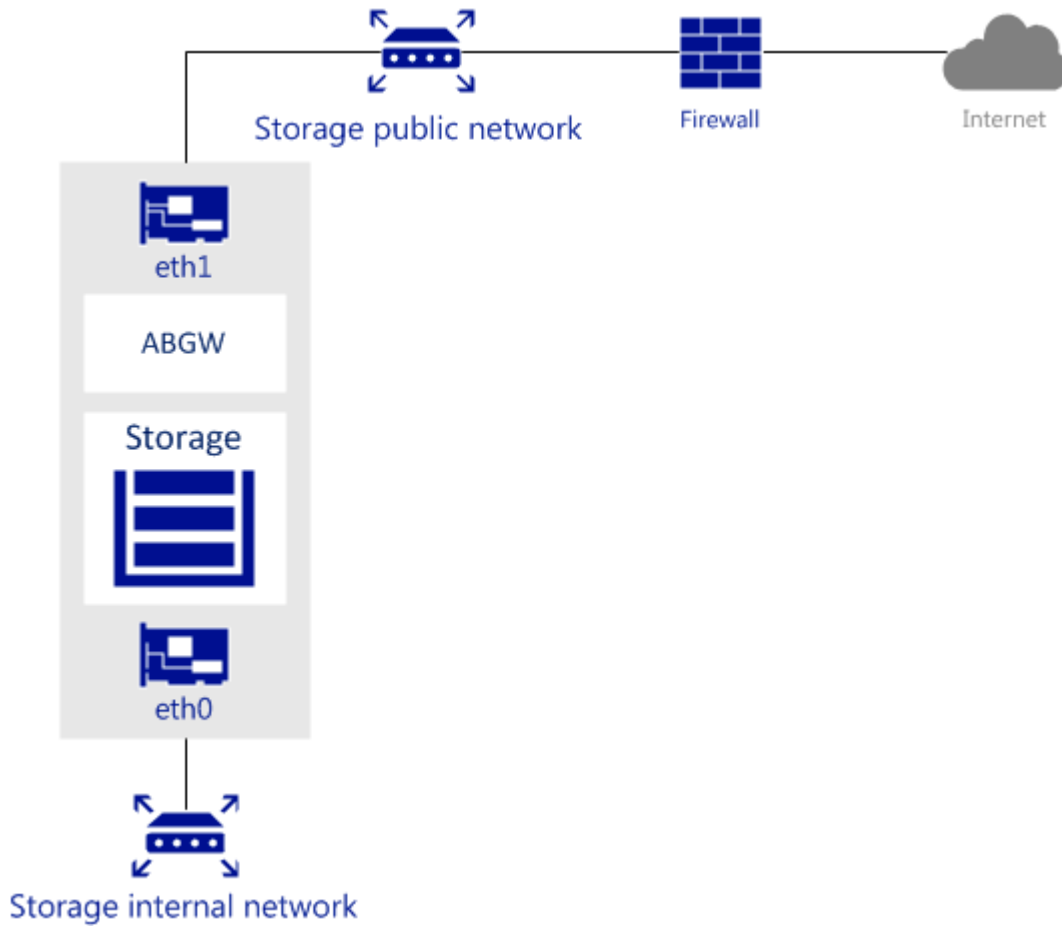 Storage public network
Firewall
Internet
eth1
ABGW
Storage
eth0
Storage internal network